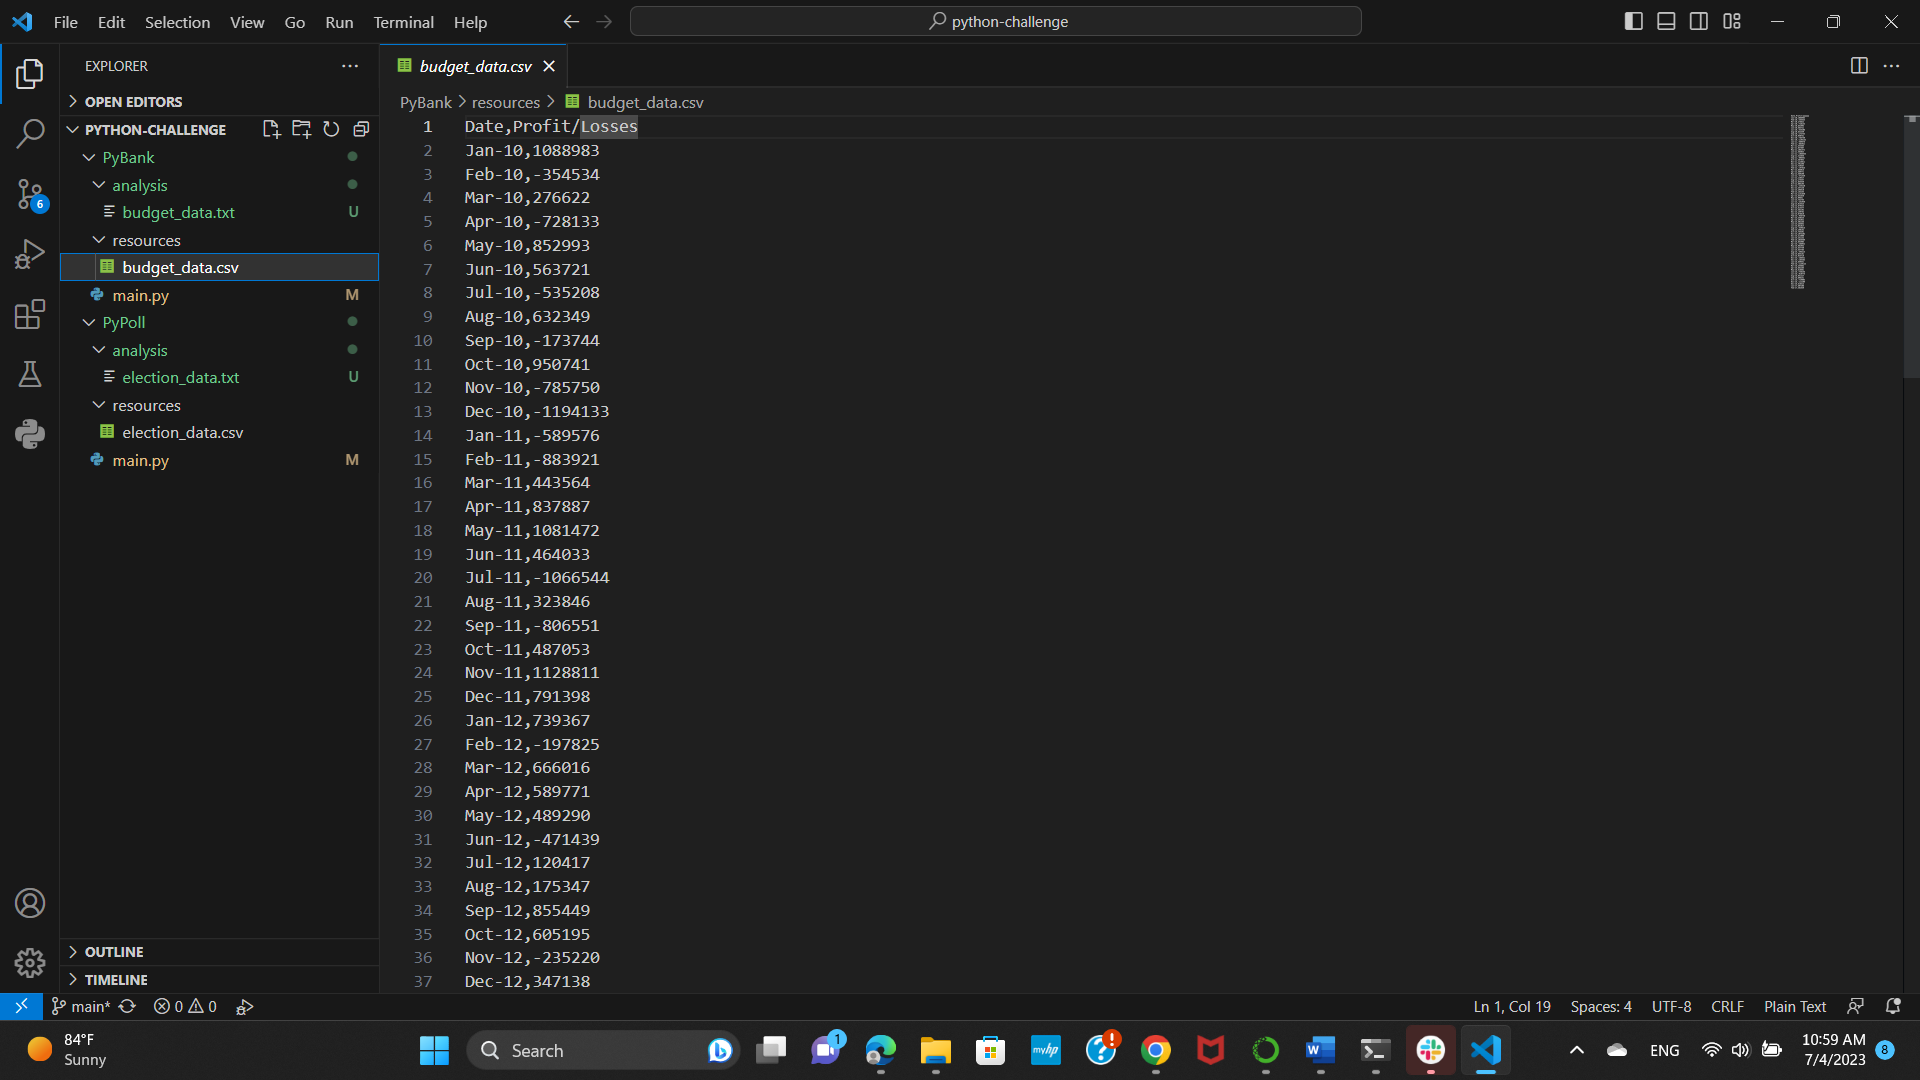 File Edit Selection View Go Run Terminal Help
python-challenge
EXPLORER
OPEN EDITORS
PYTHON-CHALLENGE
PyBank
analysis
budget_data.txt U
resources
budget_data.csv
main.py M
PyPoll
analysis
election_data.txt U
resources
election_data.csv
main.py M
OUTLINE
TIMELINE
budget_data.csv
PyBank > resources > budget_data.csv
1 Date,Profit/Losses
2 Jan-10,1088983
3 Feb-10,-354534
4 Mar-10,276622
5 Apr-10,-728133
6 May-10,852993
7 Jun-10,563721
8 Jul-10,-535208
9 Aug-10,632349
10 Sep-10,-173744
11 Oct-10,950741
12 Nov-10,-785750
13 Dec-10,-1194133
14 Jan-11,-589576
15 Feb-11,-883921
16 Mar-11,443564
17 Apr-11,837887
18 May-11,1081472
19 Jun-11,464033
20 Jul-11,-1066544
21 Aug-11,323846
22 Sep-11,-806551
23 Oct-11,487053
24 Nov-11,1128811
25 Dec-11,791398
26 Jan-12,739367
27 Feb-12,-197825
28 Mar-12,666016
29 Apr-12,589771
30 May-12,489290
31 Jun-12,-471439
32 Jul-12,120417
33 Aug-12,175347
34 Sep-12,855449
35 Oct-12,605195
36 Nov-12,-235220
37 Dec-12,347138
6
main* 0 0
Ln 1, Col 19 Spaces: 4 UTF-8 CRLF Plain Text
84°F
Sunny
Search
1
myhp
W
ENG
10:59 AM
7/4/2023
8